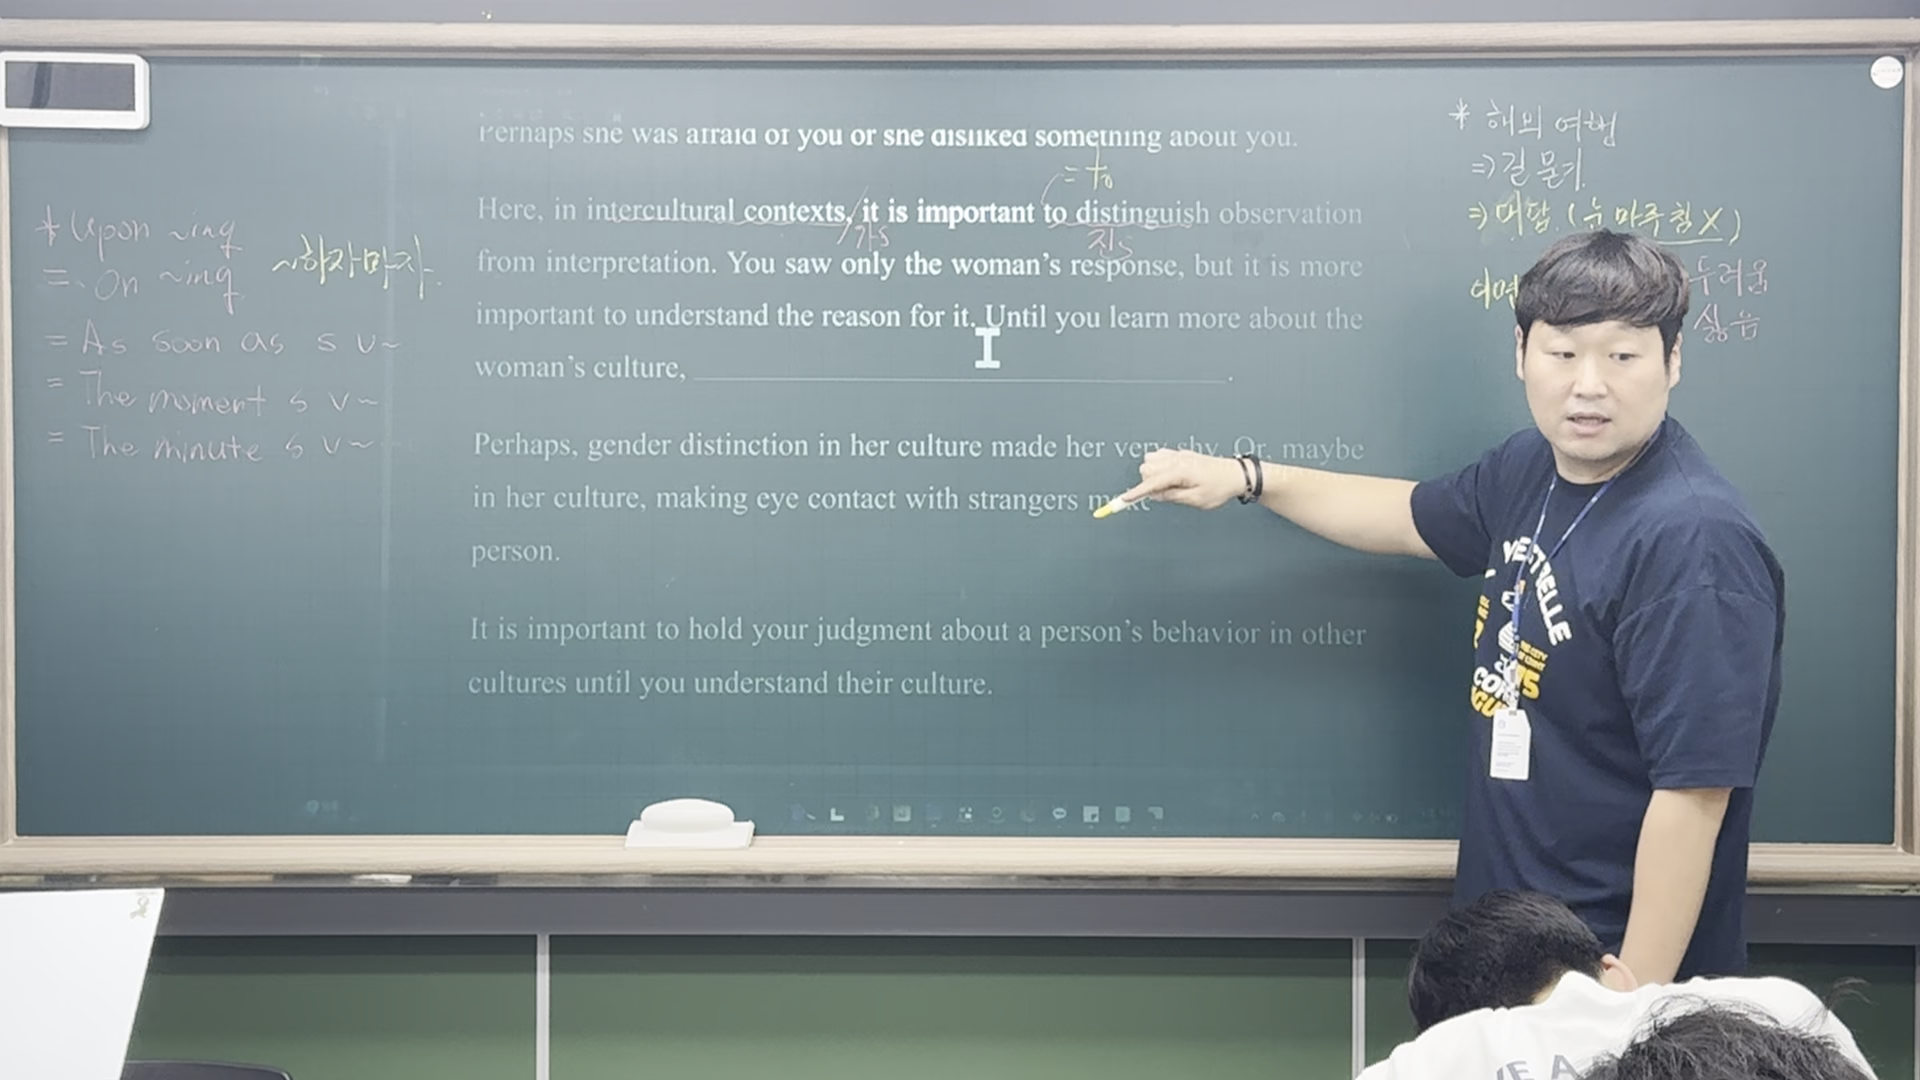 Perhaps she was afraid of you or she disliked something about you.
= to
Here, in intercultural contexts, it is important to distinguish observation
가S
진S
from interpretation. You saw only the woman's response, but it is more
important to understand the reason for it. Until you learn more about the
woman's culture, ______.
Perhaps, gender distinction in her culture made her very shy. Or, maybe
in her culture, making eye contact with strangers make
person.
It is important to hold your judgment about a person's behavior in other
cultures until you understand their culture.
* Upon ~ing
= On ~ing
~하자마자.
= As soon as S V~
= The moment S V~
= The minute S V~
* 해외 여행
⇒ 길 묻기
⇒ 대답 (눈 마주침 X)
두려움
싫음
VESTRELLE